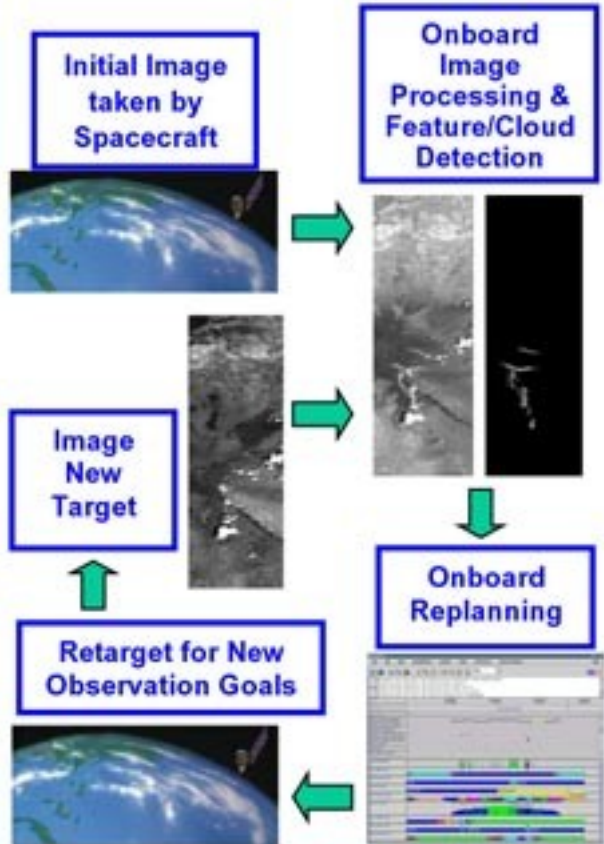 Initial Image
taken by
Spacecraft
Onboard
Image
Processing &
Feature/Cloud
Detection
Onboard
Replanning
Retarget for New
Observation Goals
Image
New
Target